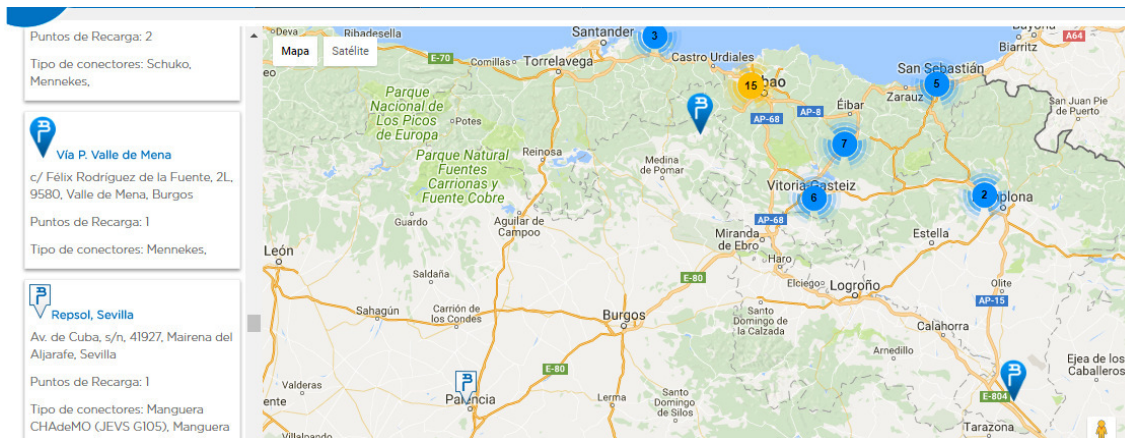 Puntos de Recarga: 2
Tipo de conectores: Schuko,
Mennekes,
Vía P. Valle de Mena
c/ Félix Rodríguez de la Fuente, 2L,
9580, Valle de Mena, Burgos
Puntos de Recarga: 1
Tipo de conectores: Mennekes,
Repsol, Sevilla
Av. de Cuba, s/n, 41927, Mairena del
Aljarafe, Sevilla
Puntos de Recarga: 1
Tipo de conectores: Manguera
CHAdeMO (JEVS G105), Manguera
Mapa
Satélite
Deva
Ribadesella
Santander
3
E-70
Comillas
Torrelavega
Castro Urdiales
15
bao
AP-8
AP-68
Éibar
San Sebastián
5
Zarauz
Biarritz
A64
San Juan Pie
de Puerto
Parque
Nacional de
Los Picos
de Europa
Potes
Parque Natural
Fuentes
Carrionas y
Fuente Cobre
Reinosa
Medina
de Pomar
7
Vitoria-Gasteiz
6
2
plona
AP-68
Guardo
Aguilar de
Campoo
Miranda
de Ebro
Estella
León
Haro
Saldaña
E-80
Elciego
Logroño
Olite
AP-15
Sahagún
Carrión de
los Condes
Burgos
Santo
Domingo de
la Calzada
Calahorra
Arnedillo
Ejea de los
Caballeros
Valderas
E-80
Palencia
Lerma
Santo
Domingo
de Silos
E-804
Tarazona
ente
Villalpando